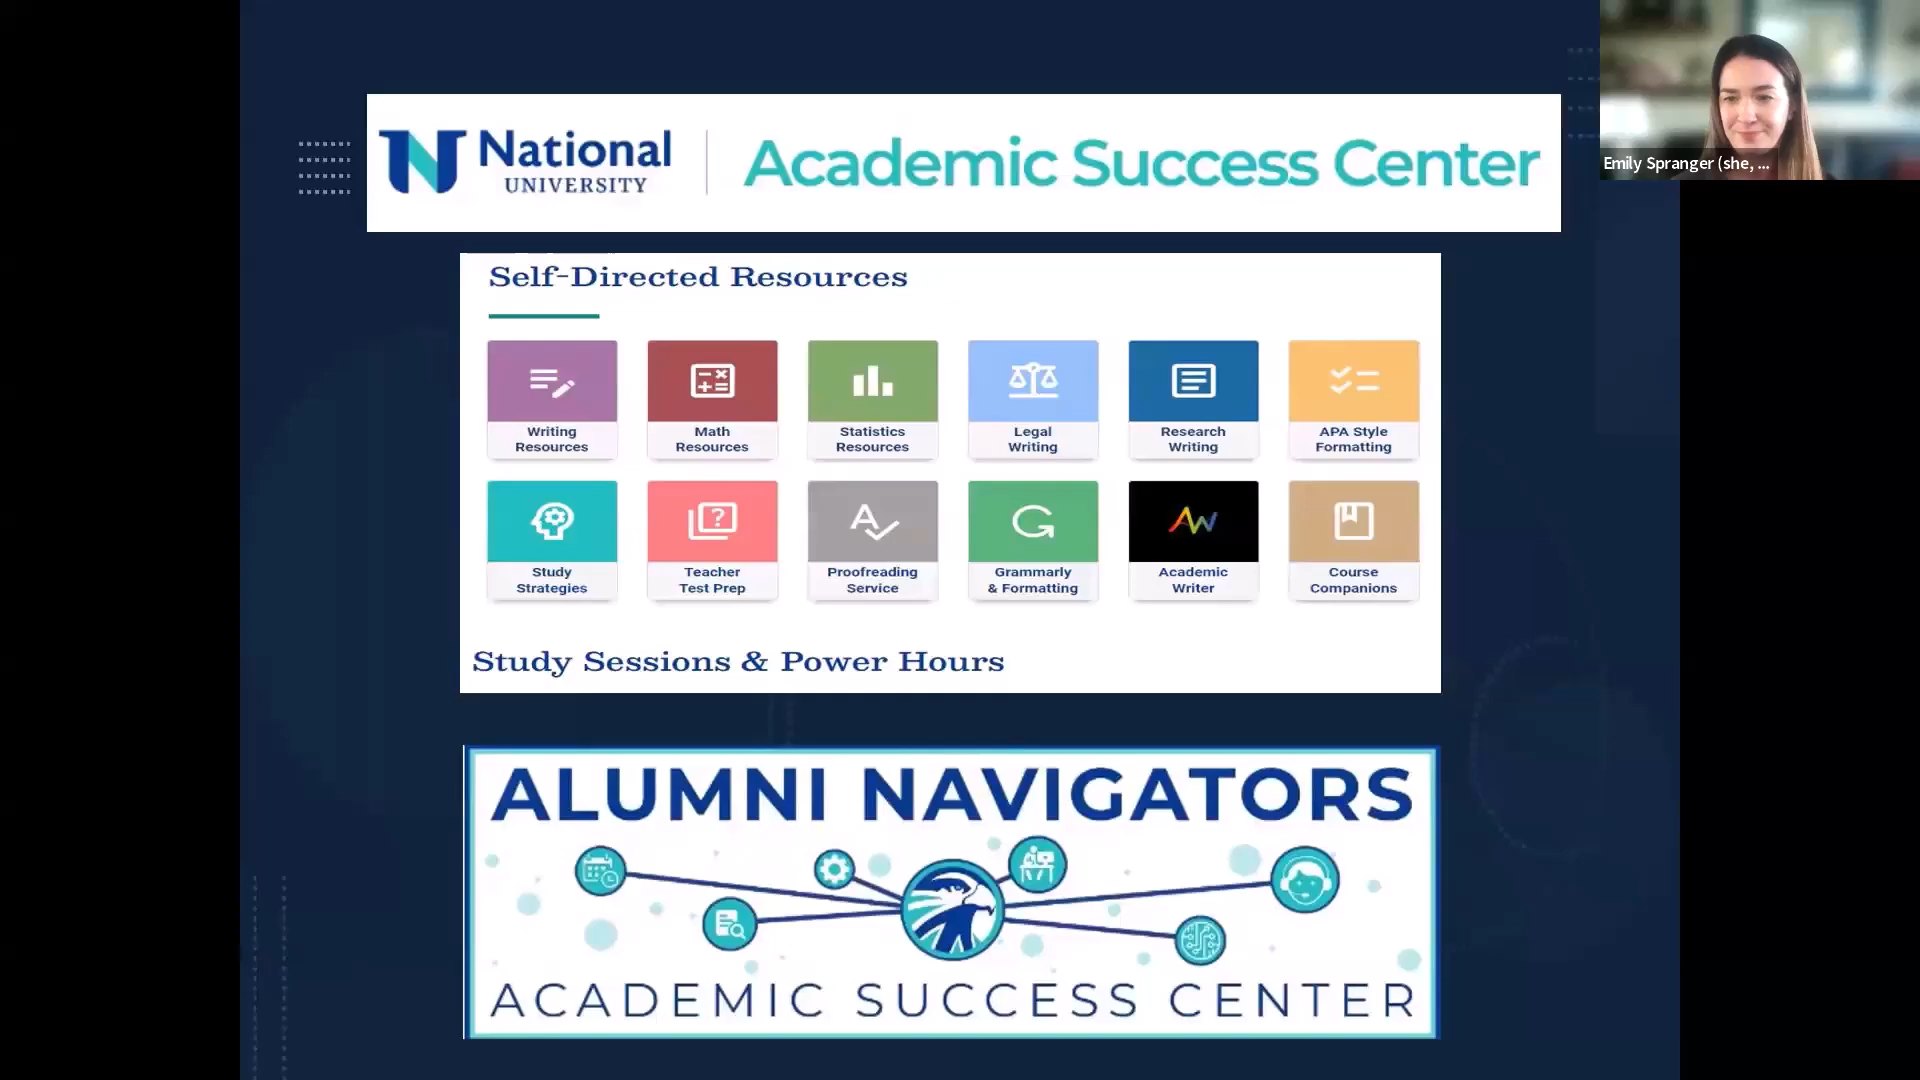 National
UNIVERSITY
Academic Success Center
Emily Spranger (she, ...
Self-Directed Resources
Writing
Resources
Math
Resources
Statistics
Resources
Legal
Writing
Research
Writing
APA Style
Formatting
Study
Strategies
Teacher
Test Prep
Proofreading
Service
Grammarly
& Formatting
Academic
Writer
Course
Companions
Study Sessions & Power Hours
ALUMNI NAVIGATORS
ACADEMIC SUCCESS CENTER